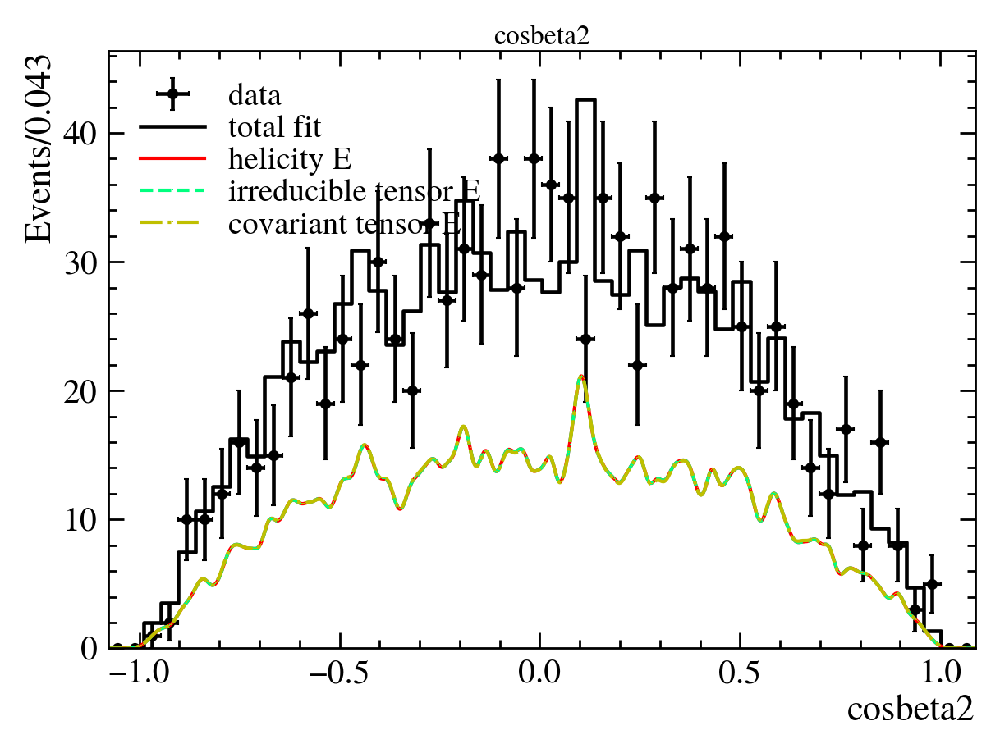 cosbeta2
Events/0.043
data
total fit
helicity E
irreducible tensor E
covariant tensor E
40
30
20
10
0
−1.0 −0.5 0.0 0.5 1.0
cosbeta2